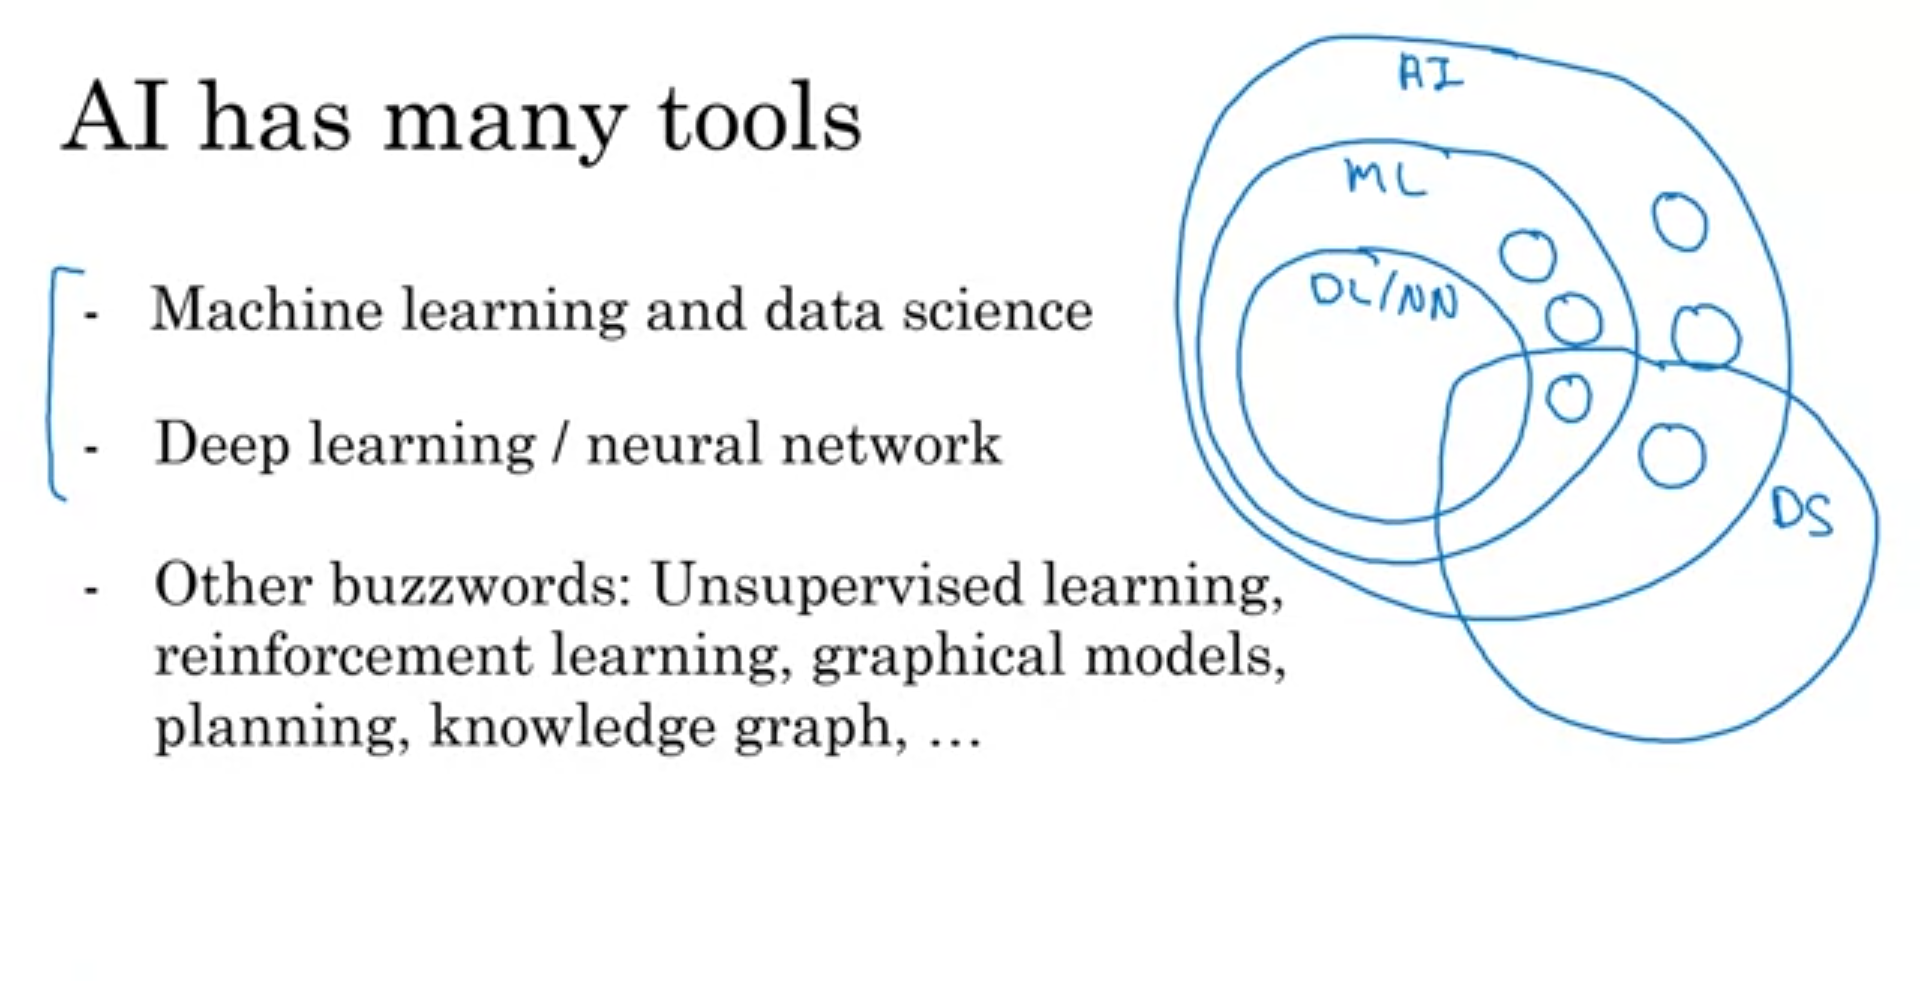 AI has many tools
- Machine learning and data science
- Deep learning / neural network
- Other buzzwords: Unsupervised learning,
reinforcement learning, graphical models,
planning, knowledge graph, ...
AI
ML
DL/NN
DS